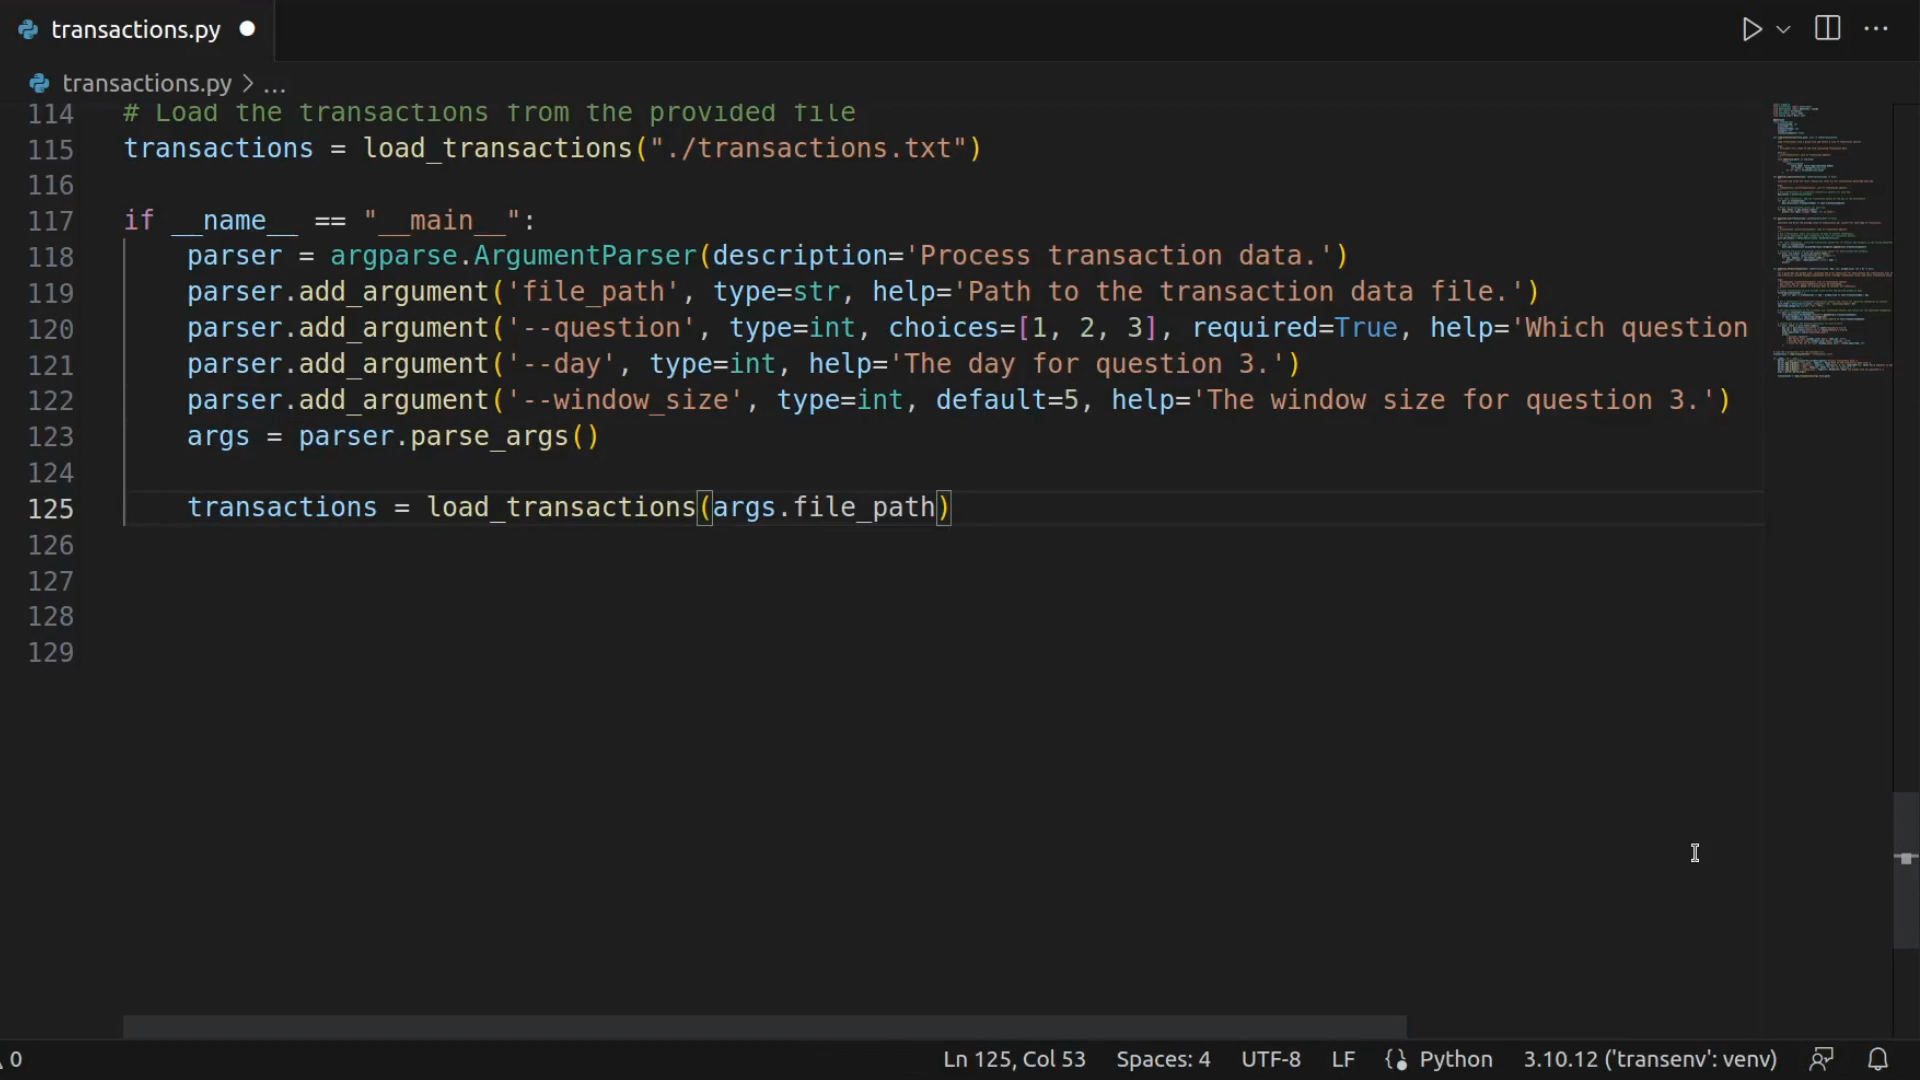 transactions.py
transactions.py > ...
114 # Load the transactions from the provided file
115 transactions = load_transactions("./transactions.txt")
116
117 if __name__ == "__main__":
118 parser = argparse.ArgumentParser(description='Process transaction data.')
119 parser.add_argument('file_path', type=str, help='Path to the transaction data file.')
120 parser.add_argument('--question', type=int, choices=[1, 2, 3], required=True, help='Which question
121 parser.add_argument('--day', type=int, help='The day for question 3.')
122 parser.add_argument('--window_size', type=int, default=5, help='The window size for question 3.')
123 args = parser.parse_args()
124
125 transactions = load_transactions(args.file_path)
126
127
128
129
0 Ln 125, Col 53 Spaces: 4 UTF-8 LF Python 3.10.12 ('transenv': venv)